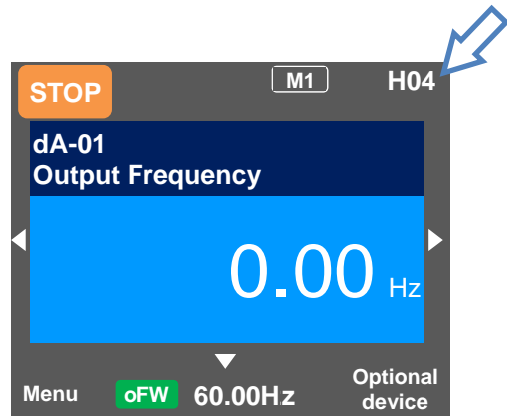 STOP M1 H04
dA-01
Output Frequency
0.00 Hz
Menu oFW 60.00Hz Optional
device